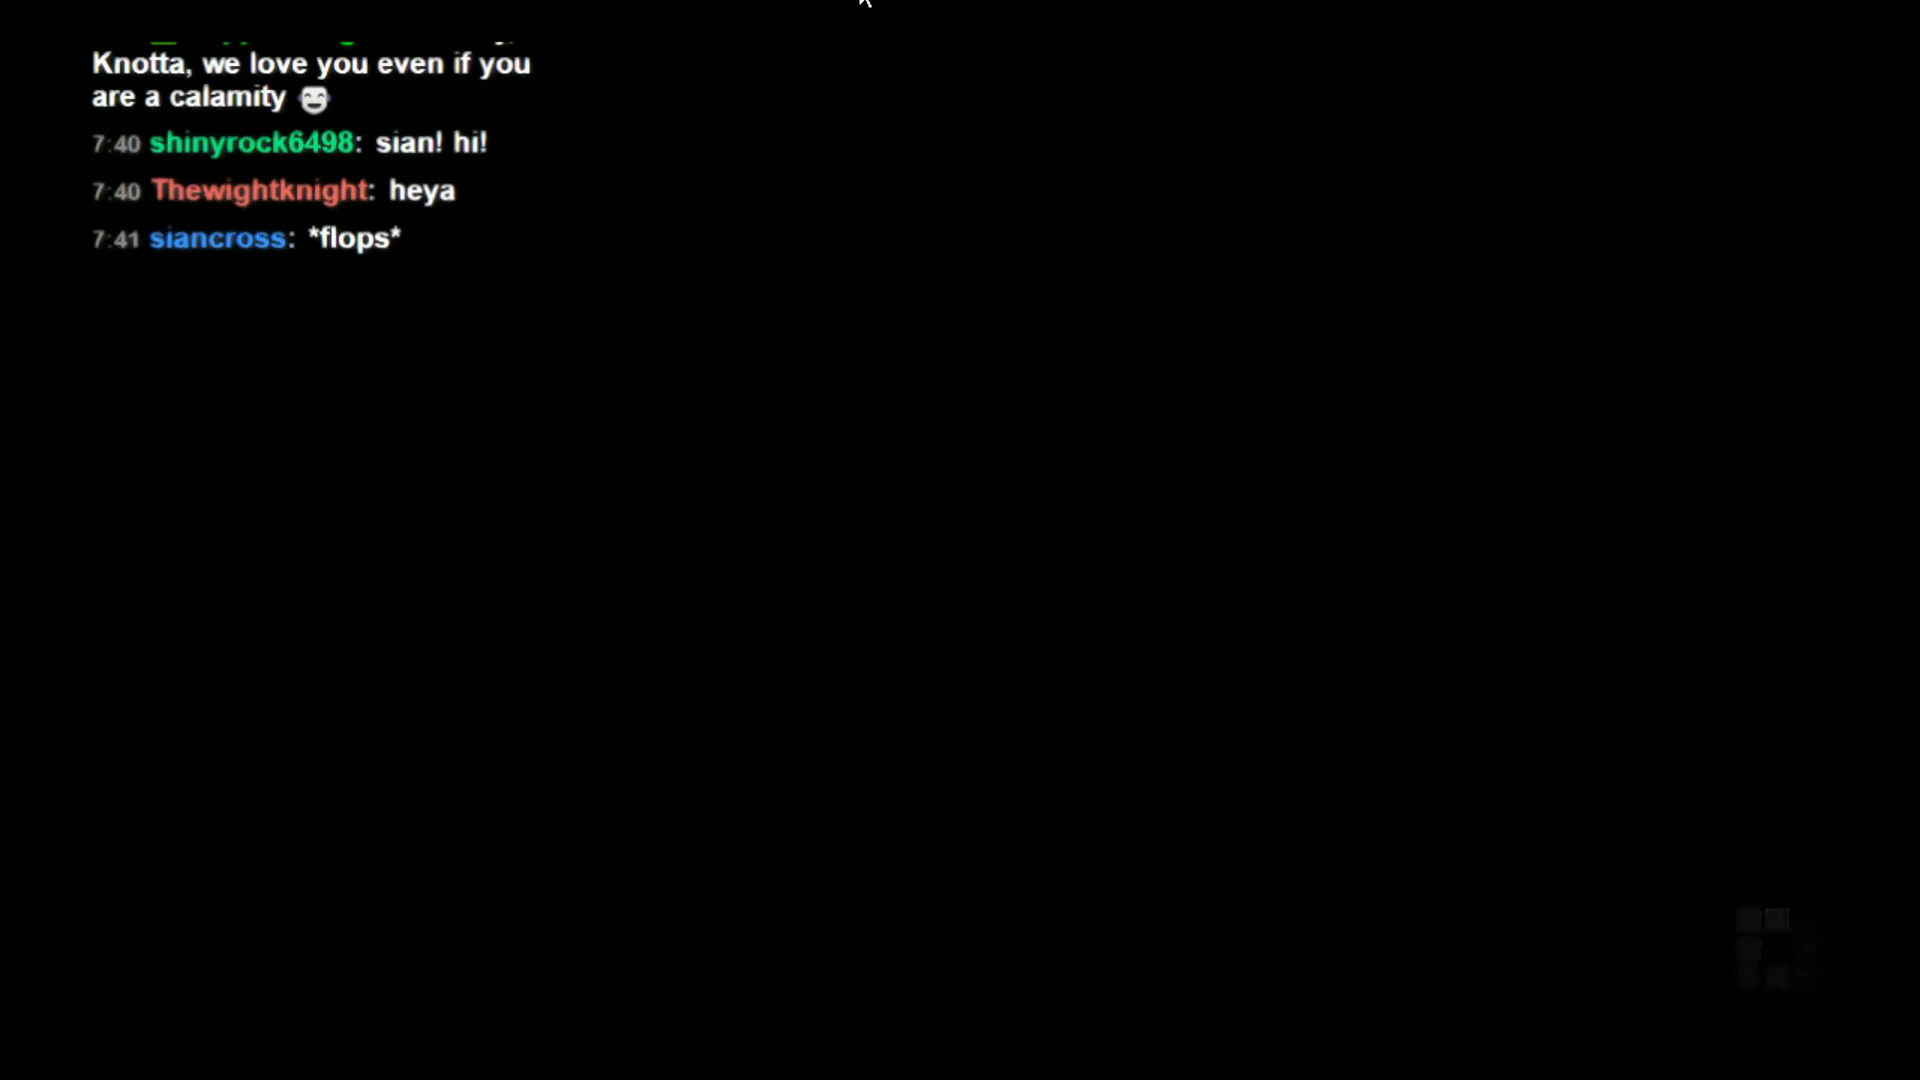 Knotta, we love you even if you
are a calamity
7:40 shinyrock6498: sian! hi!
7:40 Thewightknight: heya
7:41 siancross: *flops*